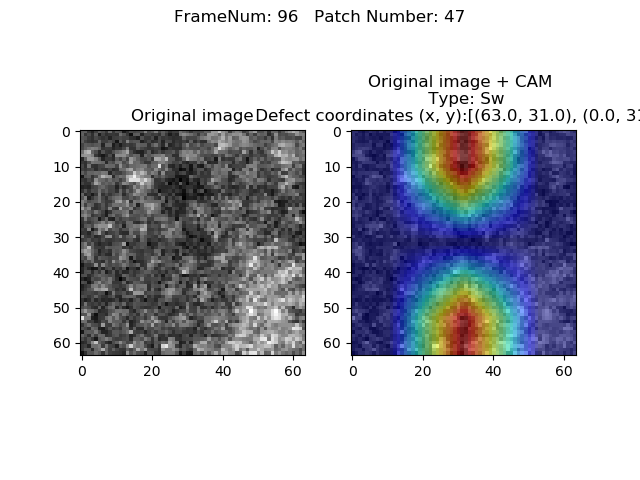 FrameNum: 96   Patch Number: 47
Original image + CAM
Type: Sw
Original image
Defect coordinates (x, y):[(63.0, 31.0), (0.0, 31
0
10
20
30
40
50
60
0 20 40 60
0
10
20
30
40
50
60
0 20 40 60